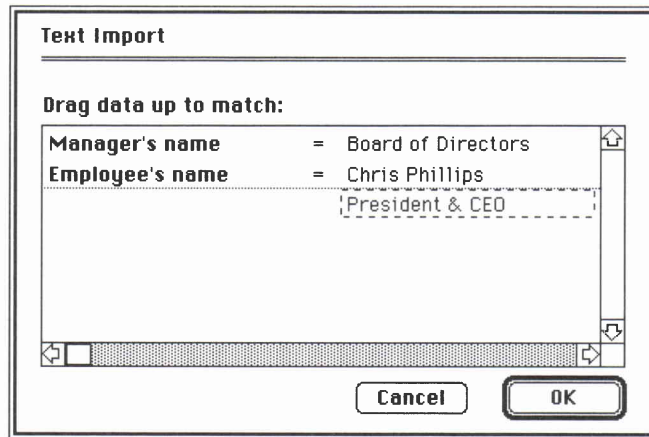 Text Import
Drag data up to match:
Manager's name = Board of Directors
Employee's name = Chris Phillips
President & CEO
Cancel OK